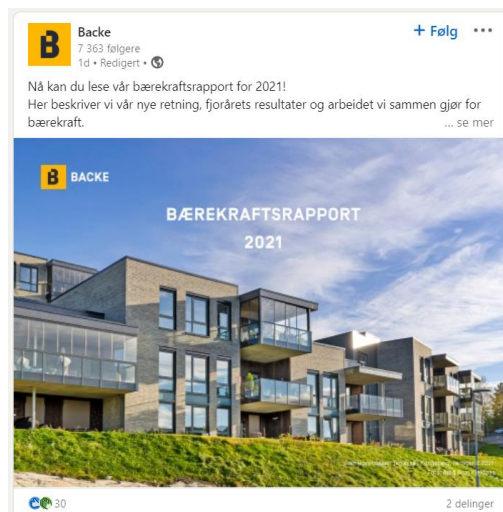 Backe
+ Følg
7 363 følgere
1d • Redigert •
Nå kan du lese vår bærekraftsrapport for 2021!
Her beskriver vi vår nye retning, fjorårets resultater og arbeidet vi sammen gjør for
bærekraft.
... se mer
B BACKE
BÆREKRAFTSRAPPORT
2021
30
2 delinger